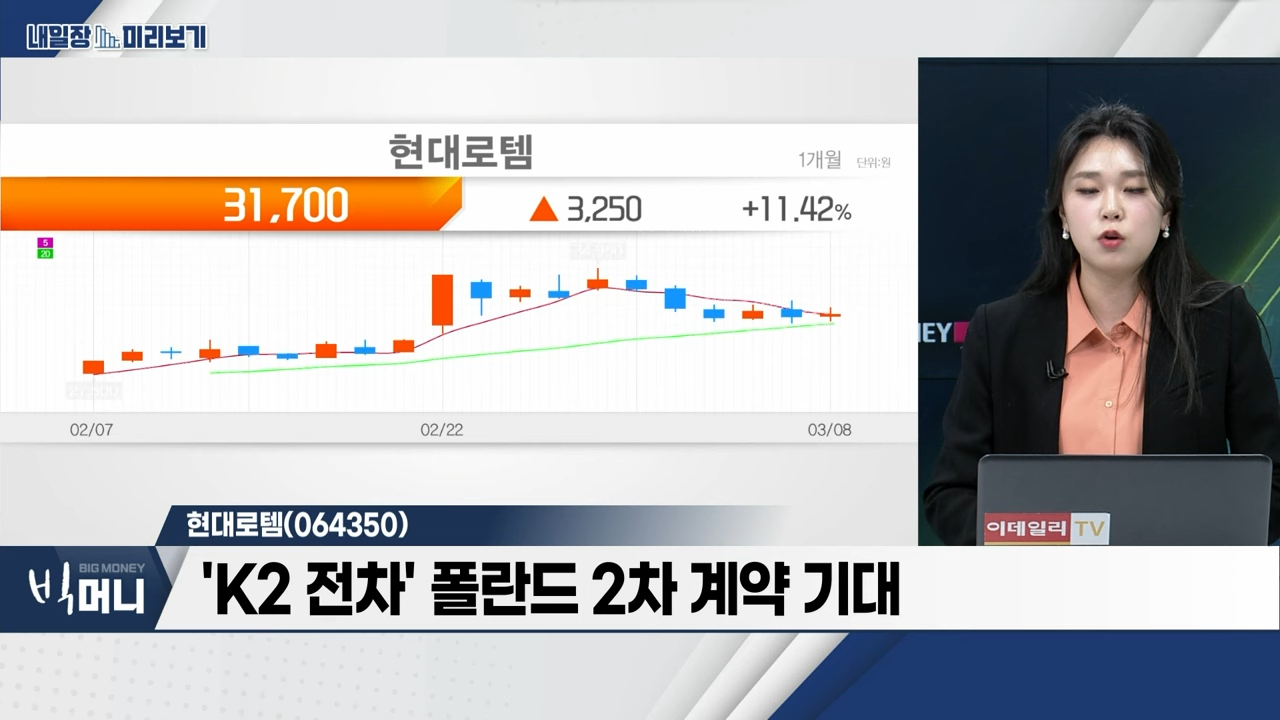 내일장 미리보기
현대로템
1개월 단위:원
31,700 ▲ 3,250 +11.42%
5
20
02/07 02/22 03/08
NEY
이데일리 TV
현대로템(064350)
BIG MONEY
빅머니
'K2 전차' 폴란드 2차 계약 기대